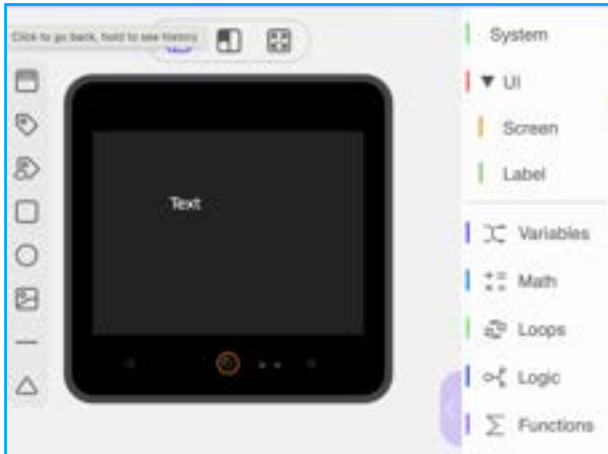 Click to go back, hold to see history
Text
System
UI
Screen
Label
Variables
Math
Loops
Logic
Functions